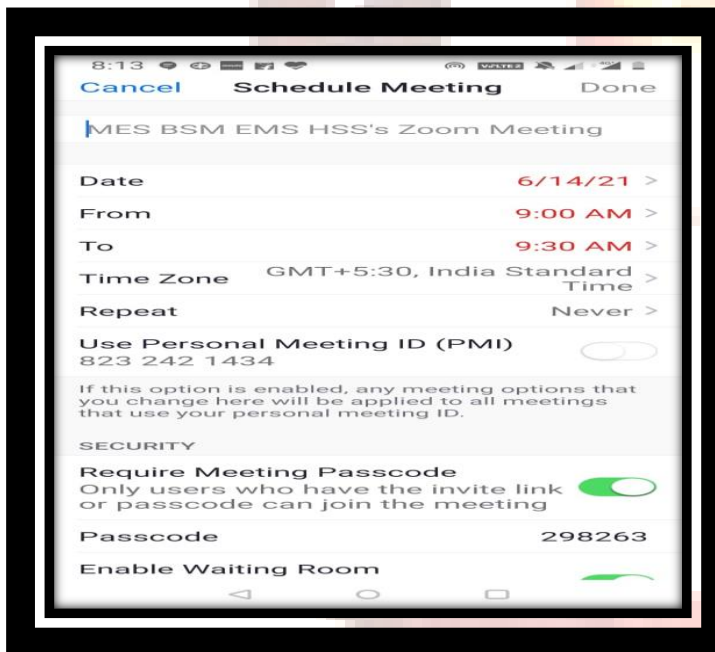 8:13
Cancel Schedule Meeting Done
MES BSM EMS HSS's Zoom Meeting
Date 6/14/21 >
From 9:00 AM >
To 9:30 AM >
Time Zone GMT+5:30, India Standard Time >
Repeat Never >
Use Personal Meeting ID (PMI)
823 242 1434
If this option is enabled, any meeting options that
you change here will be applied to all meetings
that use your personal meeting ID.
SECURITY
Require Meeting Passcode
Only users who have the invite link
or passcode can join the meeting
Passcode 298263
Enable Waiting Room